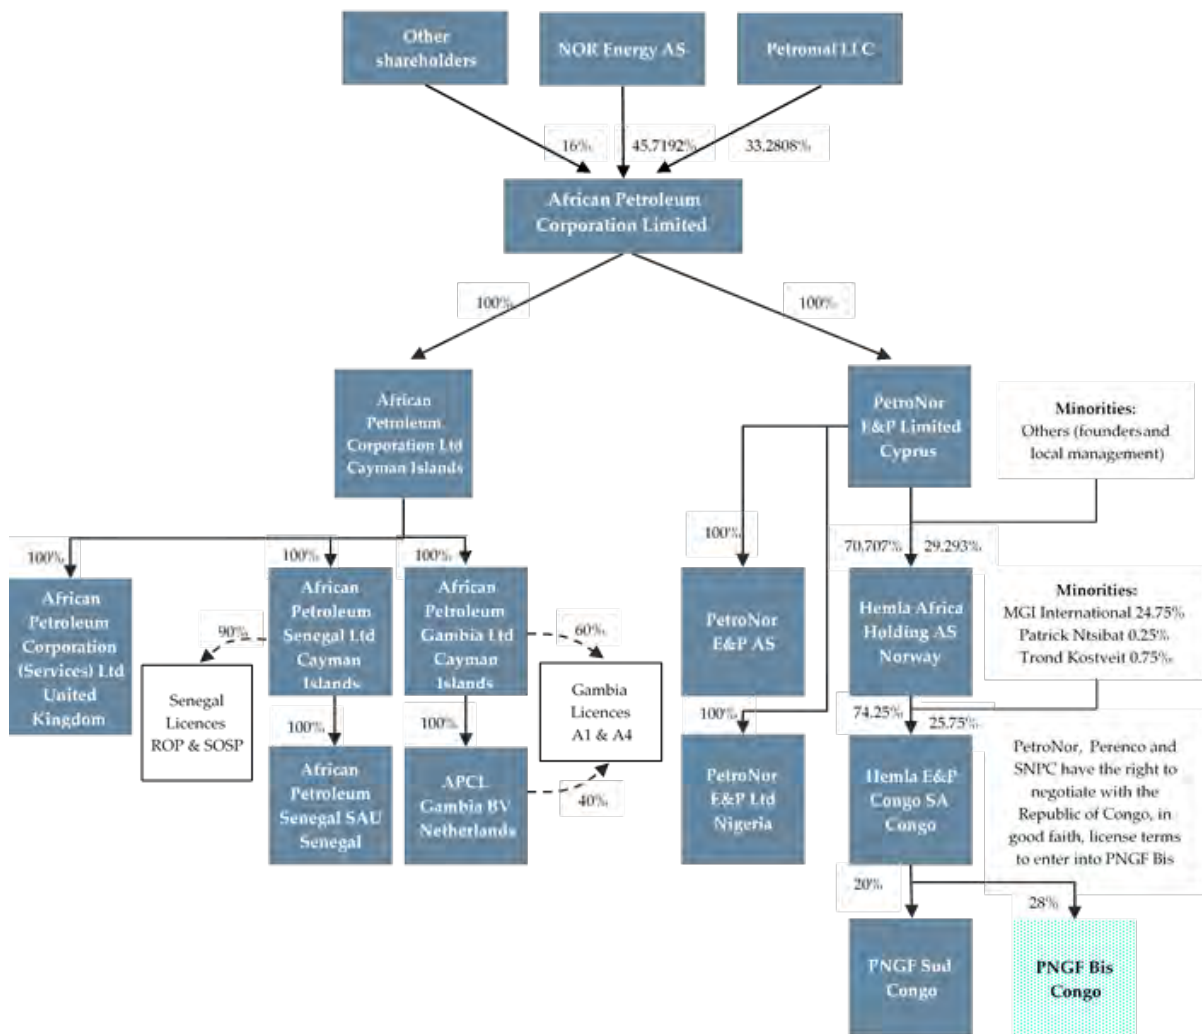 Other
shareholders
NOR Energy AS
Petromal LLC
16%
45.7192%
33.2808%
African Petroleum
Corporation Limited
100%
100%
African
Petroleum
Corporation Ltd
Cayman Islands
PetroNor
E&P Limited
Cyprus
Minorities:
Others (founders and
local management)
100%
100%
100%
100%
70.707%
29.293%
African
Petroleum
Corporation
(Services) Ltd
United
Kingdom
90%
African
Petroleum
Senegal Ltd
Cayman
Islands
African
Petroleum
Gambia Ltd
Cayman
Islands
60%
PetroNor
E&P AS
Hemla Africa
Holding AS
Norway
Minorities:
MGI International 24.75%
Patrick Ntsibat 0.25%
Trond Kostveit 0.75%
Senegal
Licences
ROP & SOSP
Gambia
Licences
A1 & A4
100%
100%
100%
74.25%
25.75%
African
Petroleum
Senegal SAU
Senegal
APCL
Gambia BV
Netherlands
40%
PetroNor
E&P Ltd
Nigeria
Hemla E&P
Congo SA
Congo
PetroNor, Perenco and
SNPC have the right to
negotiate with the
Republic of Congo, in
good faith, license terms
to enter into PNGF Bis
20%
28%
PNGF Sud
Congo
PNGF Bis
Congo